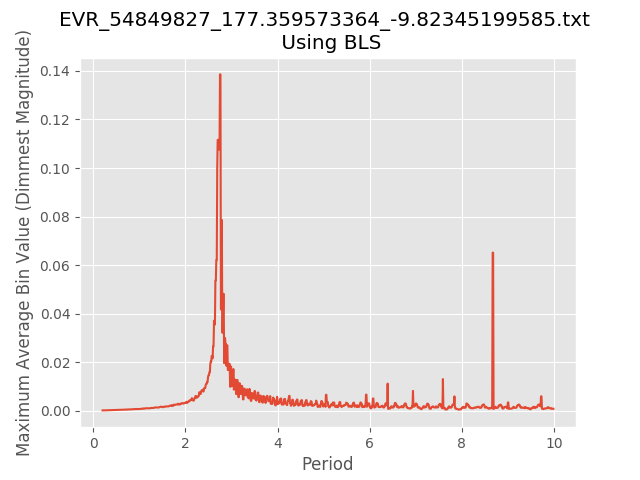 EVR_54849827_177.359573364_-9.82345199585.txt
Using BLS
Maximum Average Bin Value (Dimmest Magnitude)
0.14
0.12
0.10
0.08
0.06
0.04
0.02
0.00
0 2 4 6 8 10
Period